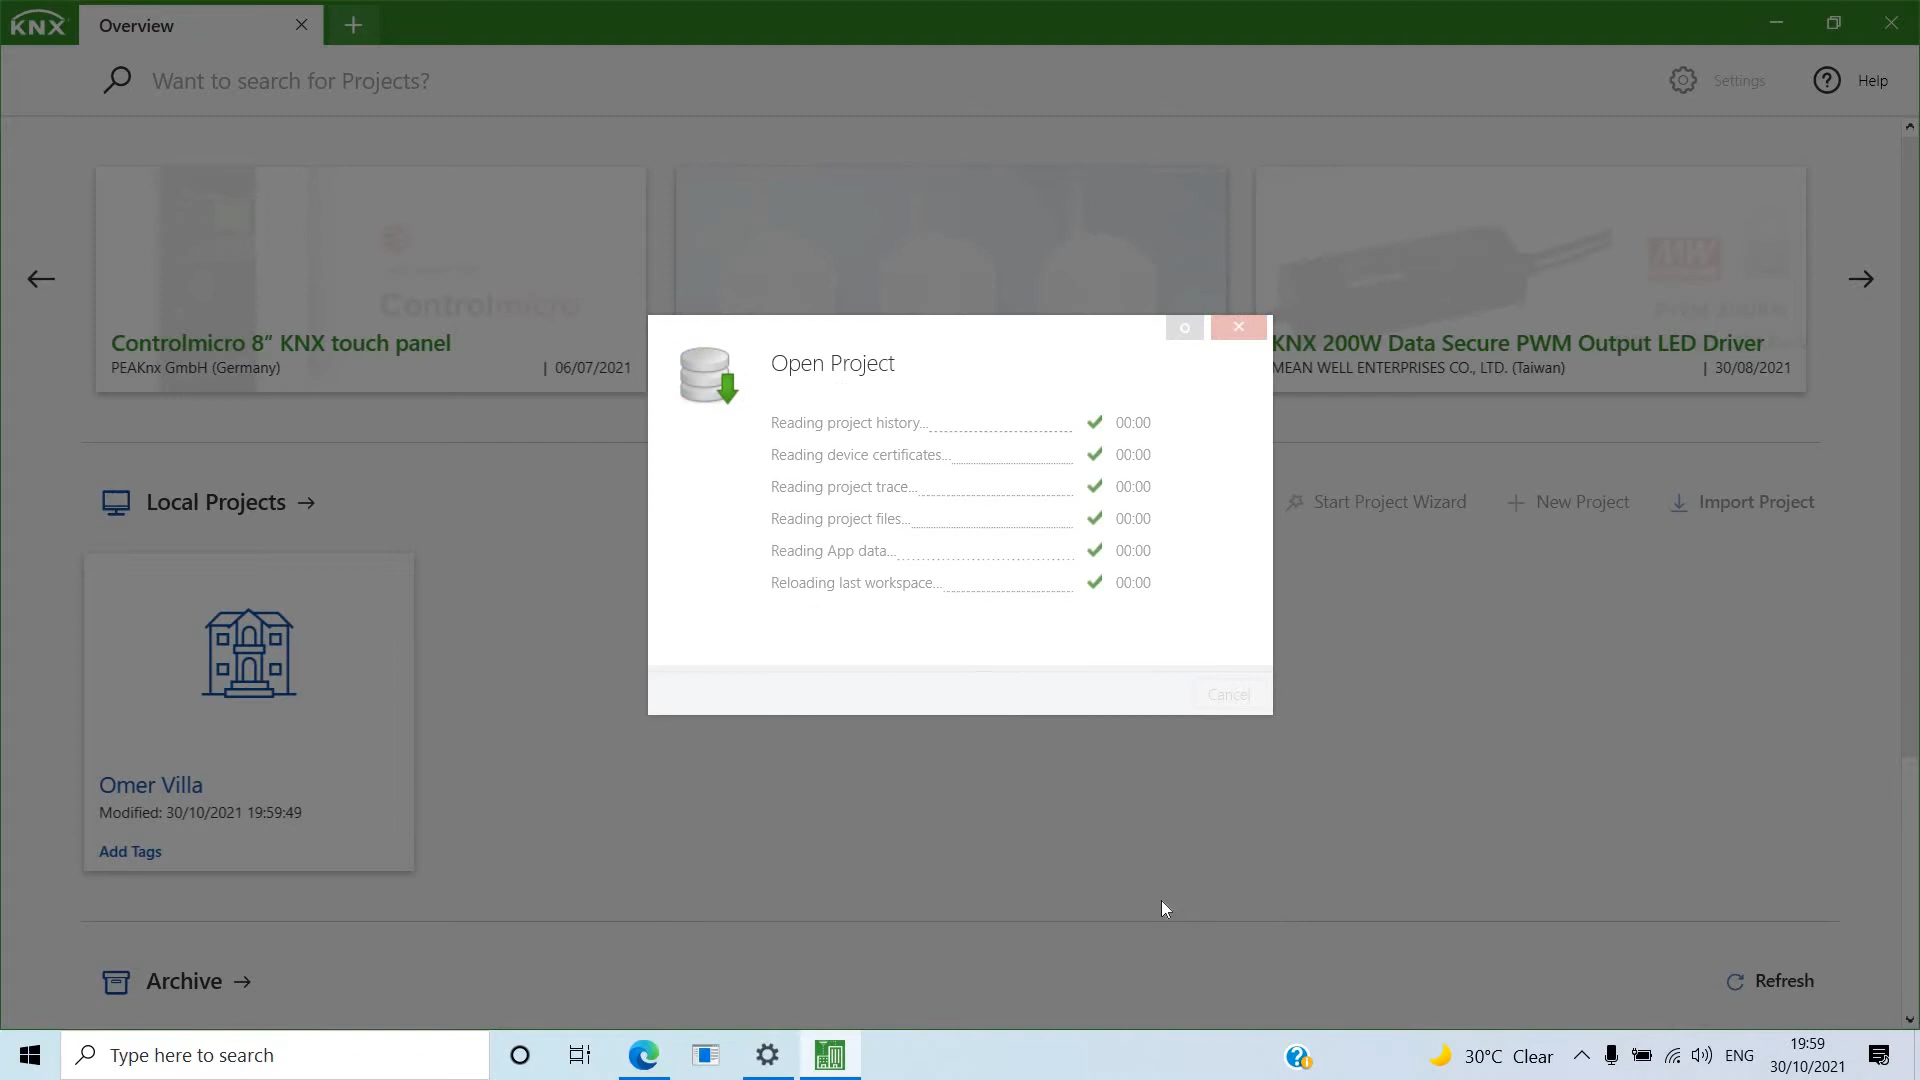 KNX
Overview
Want to search for Projects?
Settings
Help
Controlmicro
Controlmicro 8” KNX touch panel
PEAKnx GmbH (Germany)
| 06/07/2021
MW
KNX 200W Data Secure PWM Output LED Driver
MEAN WELL ENTERPRISES CO., LTD. (Taiwan)
| 30/08/2021
Open Project
Reading project history...
00:00
Reading device certificates...
00:00
Reading project trace...
00:00
Reading project files...
00:00
Reading App data...
00:00
Reloading last workspace...
00:00
Cancel
Local Projects
Start Project Wizard
New Project
Import Project
Omer Villa
Modified: 30/10/2021 19:59:49
Add Tags
Archive
Refresh
Type here to search
30°C Clear
ENG
19:59
30/10/2021